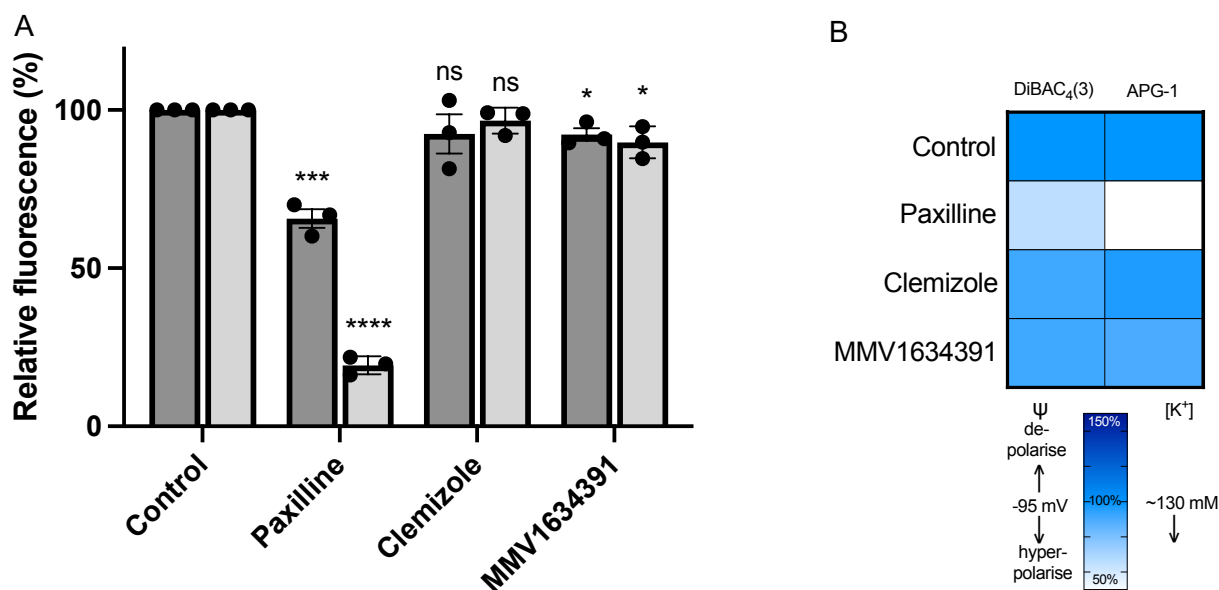 A
Relative fluorescence (%)
100
50
0
***
****
ns
ns
*
*
Control
Paxilline
Clemizole
MMV1634391
B
DiBAC₄(3) APG-1
Control
Paxilline
Clemizole
MMV1634391
Ψ
de-
polarise
-95 mV
hyper-
polarise
150%
100%
50%
[K⁺]
~130 mM